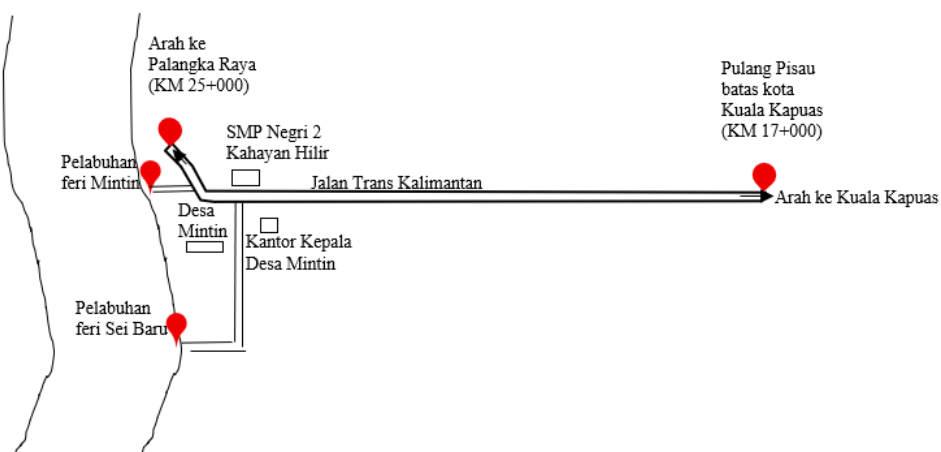 Arah ke
Palangka Raya
(KM 25+000)
Pulang Pisau
batas kota
Kuala Kapuas
(KM 17+000)
SMP Negri 2
Kahayan Hilir
Pelabuhan
feri Mintin
Jalan Trans Kalimantan
Arah ke Kuala Kapuas
Desa
Mintin
Kantor Kepala
Desa Mintin
Pelabuhan
feri Sei Baru